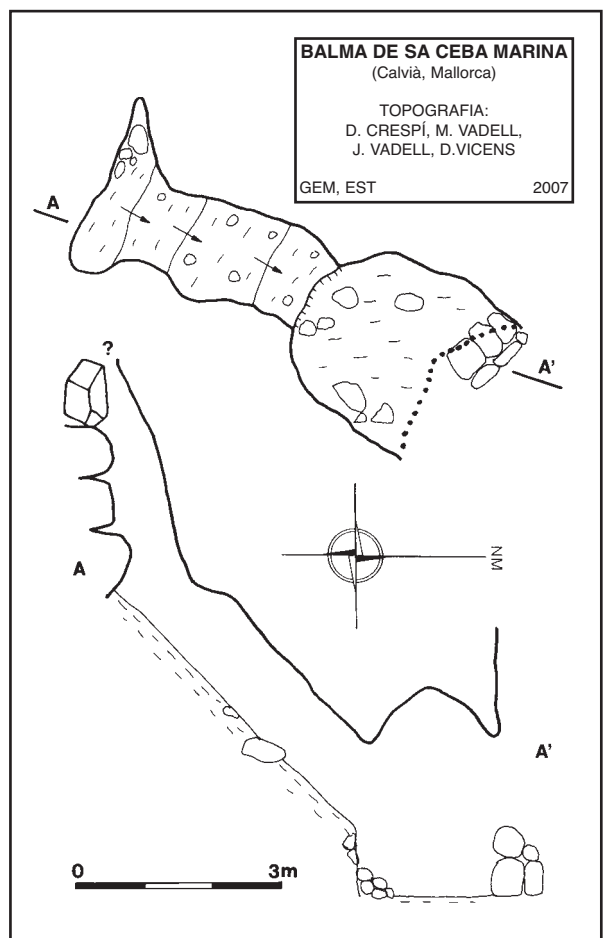 BALMA DE SA CEBA MARINA
(Calvià, Mallorca)
TOPOGRAFIA:
D. CRESPÍ, M. VADELL,
J. VADELL, D.VICENS
GEM, EST 2007
A
A'
?
NM
A
A'
0 3m